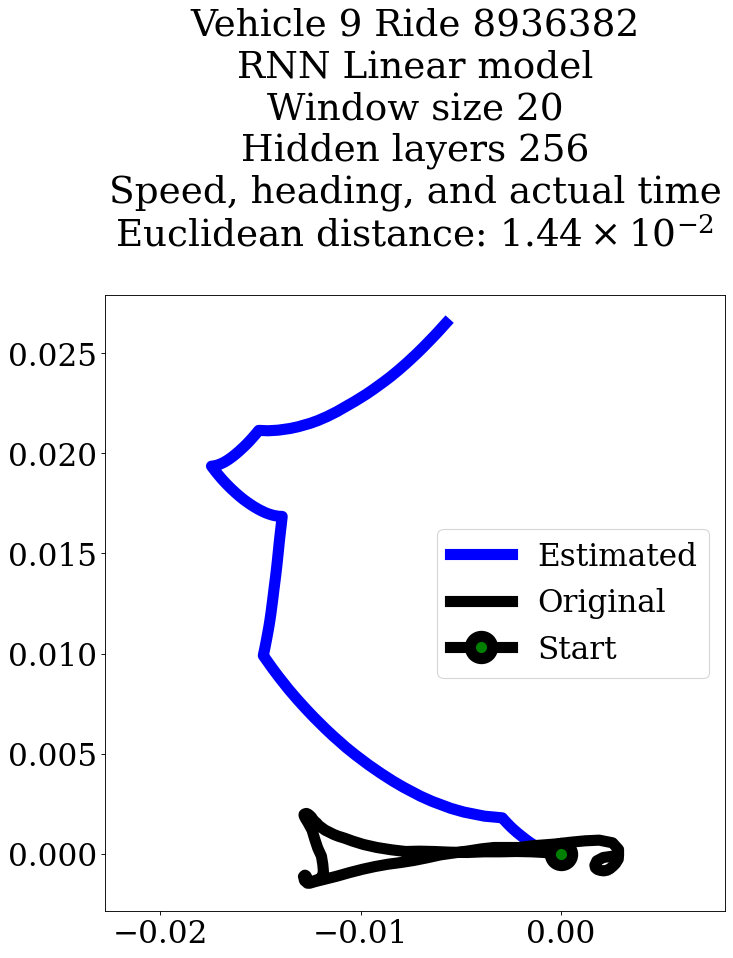 Vehicle 9 Ride 8936382
RNN Linear model
Window size 20
Hidden layers 256
Speed, heading, and actual time
Euclidean distance: 1.44 × 10⁻²
0.025
0.020
0.015
0.010
0.005
0.000
Estimated
Original
Start
−0.02 −0.01 0.00